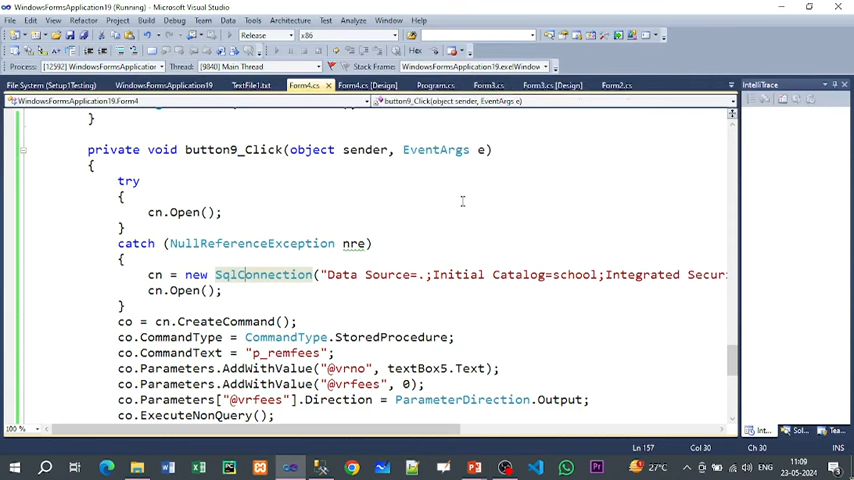 WindowsFormsApplication19 (Running) - Microsoft Visual Studio
File Edit View Refactor Project Build Debug Team Data Tools Architecture Test Analyze Window Help
Release x86
Process: [12592] WindowsFormsApplication19. Thread: [9840] Main Thread Stack Frame: WindowsFormsApplication19.exe!Window
File System (Setup1Testing) WindowsFormsApplication19 TextFile1.txt Form4.cs Form4.cs [Design] Program.cs Form3.cs Form3.cs [Design] Form2.cs IntelliTrace
WindowsFormsApplication19.Form4 button9_Click(object sender, EventArgs e)
}
private void button9_Click(object sender, EventArgs e)
{
try
{
cn.Open();
}
catch (NullReferenceException nre)
{
cn = new SqlConnection("Data Source=.;Initial Catalog=school;Integrated Secur
cn.Open();
}
co = cn.CreateCommand();
co.CommandType = CommandType.StoredProcedure;
co.CommandText = "p_remfees";
co.Parameters.AddWithValue("@vrno", textBox5.Text);
co.Parameters.AddWithValue("@vrfees", 0);
co.Parameters["@vrfees"].Direction = ParameterDirection.Output;
co.ExecuteNonQuery();
100 % Int... Sol... Tea...
Ln 157 Col 30 Ch 30 INS
27°C ENG 11:09
23-05-2024